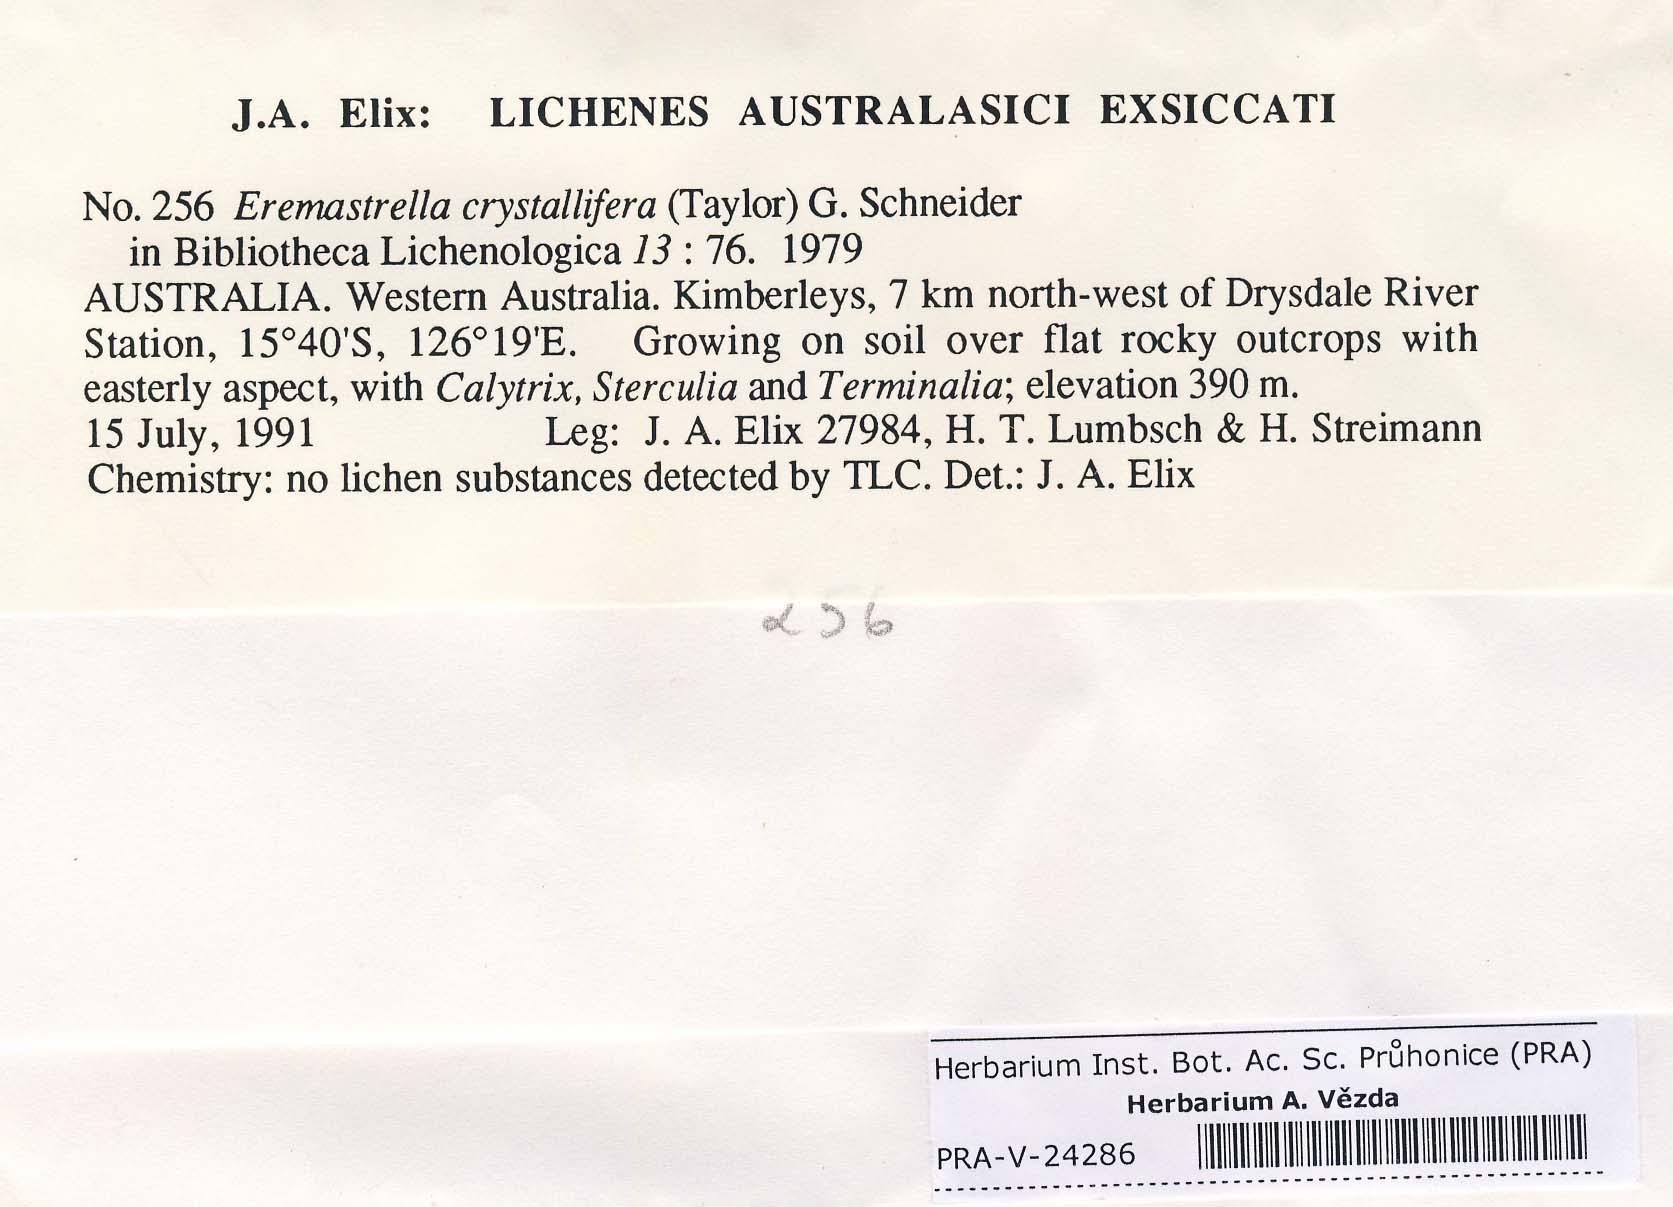 J.A. Elix: LICHENES AUSTRALASICI EXSICCATI
No. 256 Eremastrella crystallifera (Taylor) G. Schneider
in Bibliotheca Lichenologica 13 : 76. 1979
AUSTRALIA. Western Australia. Kimberleys, 7 km north-west of Drysdale River
Station, 15°40'S, 126°19'E. Growing on soil over flat rocky outcrops with
easterly aspect, with Calytrix, Sterculia and Terminalia; elevation 390 m.
15 July, 1991 Leg: J. A. Elix 27984, H. T. Lumbsch & H. Streimann
Chemistry: no lichen substances detected by TLC. Det.: J. A. Elix
256
Herbarium Inst. Bot. Ac. Sc. Průhonice (PRA)
Herbarium A. Vězda
PRA-V-24286